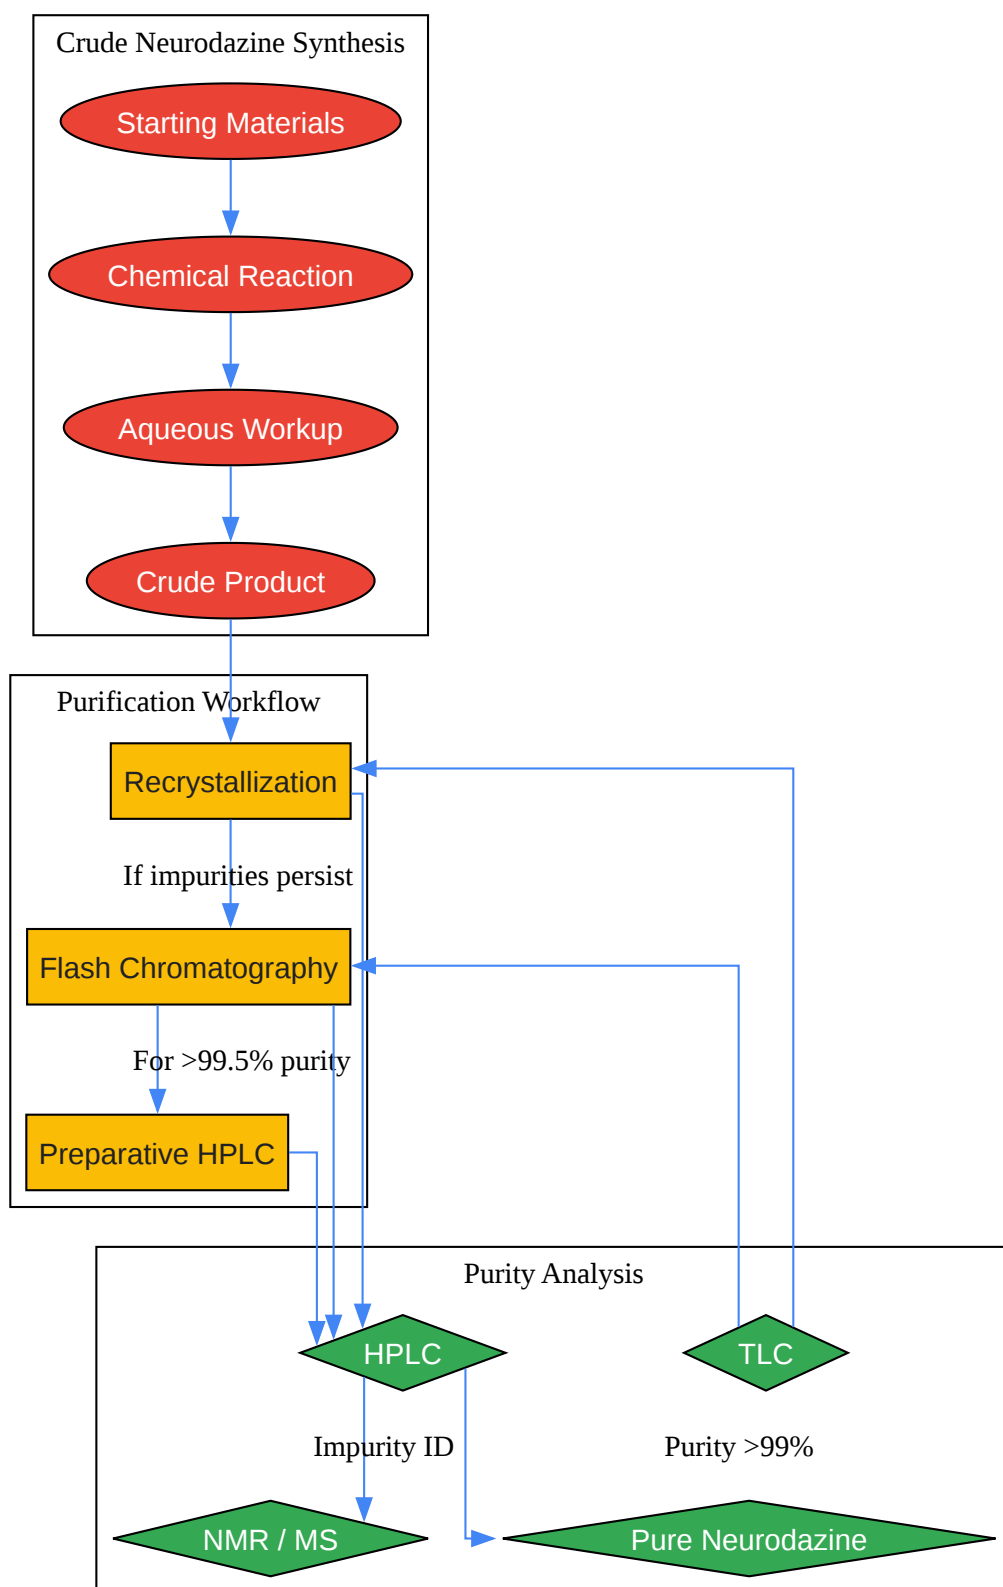 Crude Neurodazine Synthesis
Starting Materials
Chemical Reaction
Aqueous Workup
Crude Product
Purification Workflow
Recrystallization
If impurities persist
Flash Chromatography
For >99.5% purity
Preparative HPLC
Purity Analysis
HPLC
TLC
Impurity ID
Purity >99%
NMR / MS
Pure Neurodazine